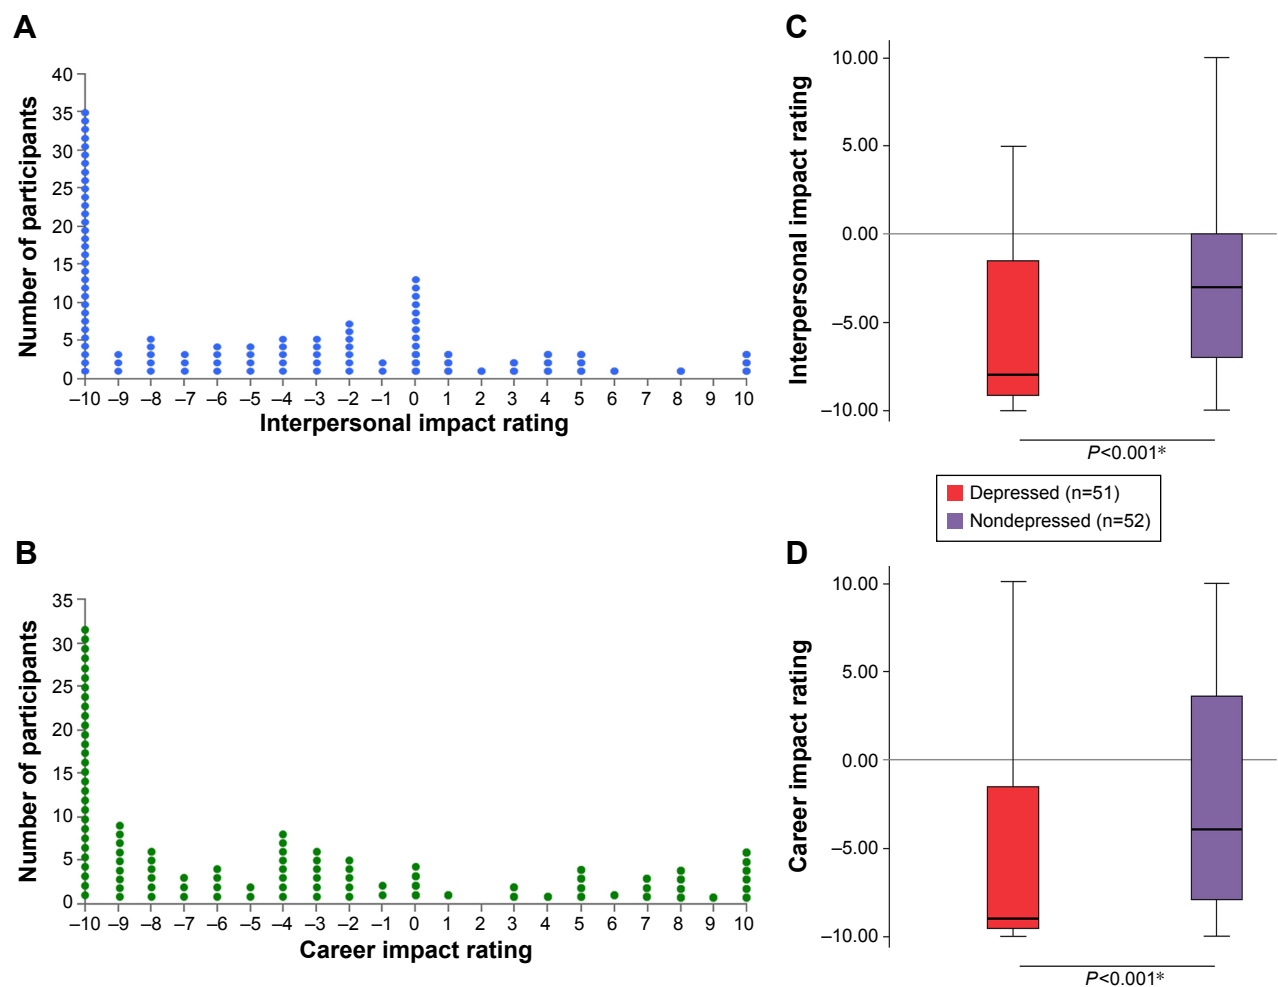 A
Number of participants
40
35
30
25
20
15
10
5
0
–10 –9 –8 –7 –6 –5 –4 –3 –2 –1 0 1 2 3 4 5 6 7 8 9 10
Interpersonal impact rating
B
Number of participants
35
30
25
20
15
10
5
0
–10 –9 –8 –7 –6 –5 –4 –3 –2 –1 0 1 2 3 4 5 6 7 8 9 10
Career impact rating
C
Interpersonal impact rating
10.00
5.00
0.00
–5.00
–10.00
P<0.001*
Depressed (n=51)
Nondepressed (n=52)
D
Career impact rating
10.00
5.00
0.00
–5.00
–10.00
P<0.001*